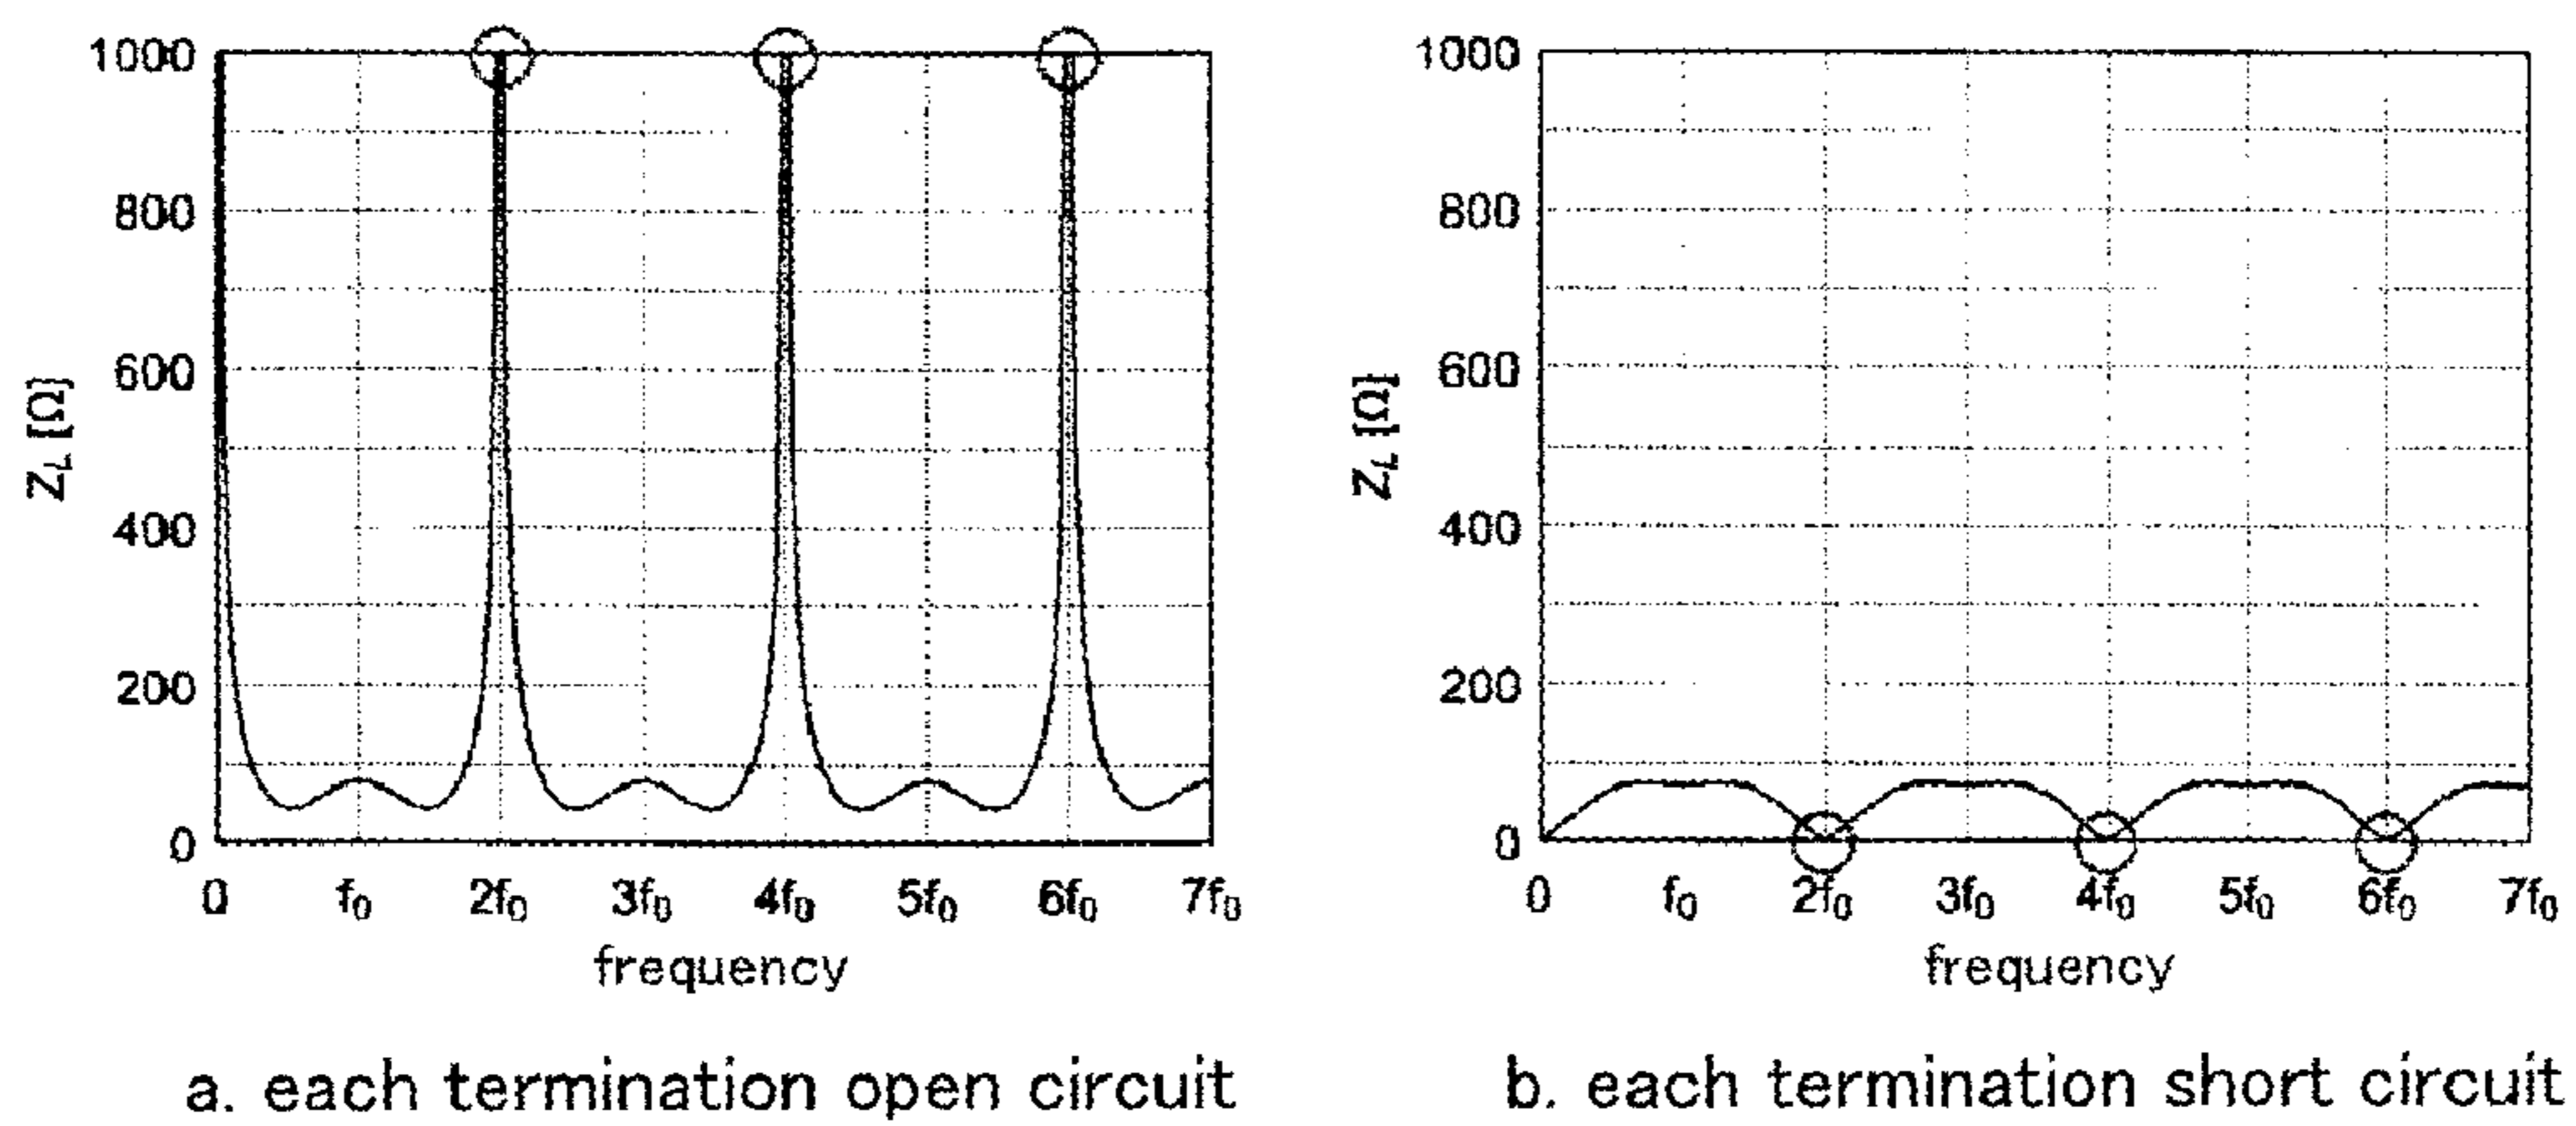 1000
800
600
400
200
0
Z_L [Ω]
0 f₀ 2f₀ 3f₀ 4f₀ 5f₀ 6f₀ 7f₀
frequency
a. each termination open circuit
1000
800
600
400
200
0
Z_L [Ω]
0 f₀ 2f₀ 3f₀ 4f₀ 5f₀ 6f₀ 7f₀
frequency
b. each termination short circuit